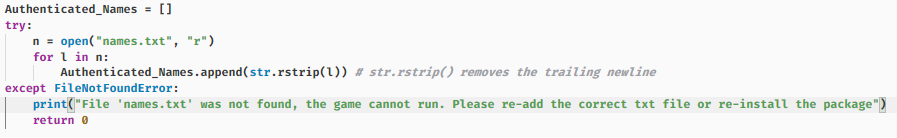 Authenticated_Names = []
try:
    n = open("names.txt", "r")
    for l in n:
        Authenticated_Names.append(str.rstrip(l)) # str.rstrip() removes the trailing newline
except FileNotFoundError:
    print("File 'names.txt' was not found, the game cannot run. Please re-add the correct txt file or re-install the package")
    return 0